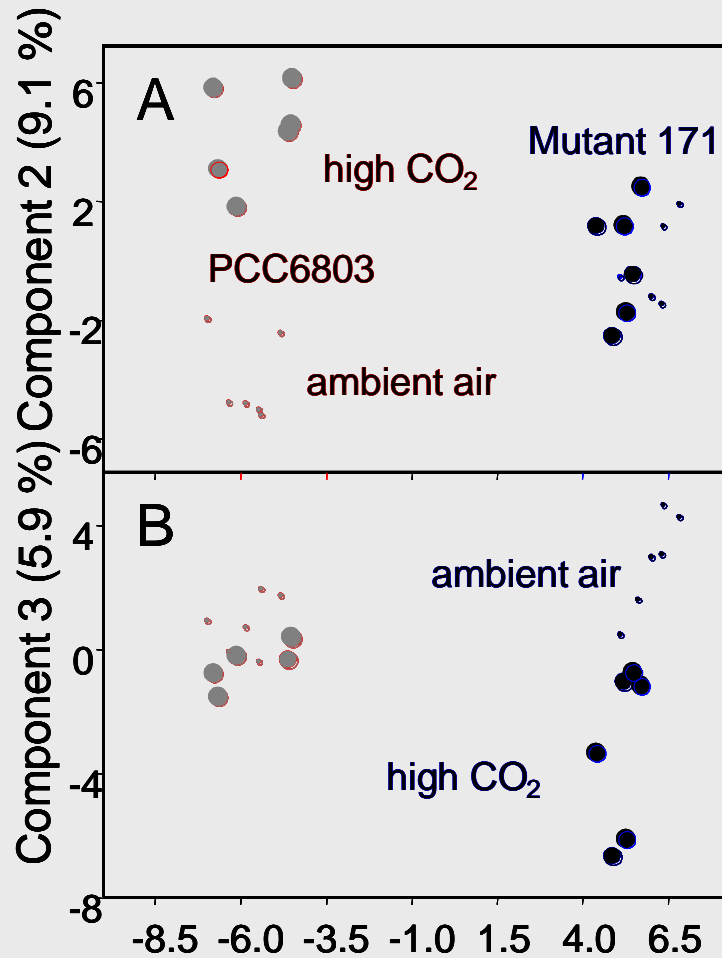 Component 2 (9.1 %)
6
2
-2
-6
A
Mutant 171
high CO₂
PCC6803
ambient air
Component 3 (5.9 %)
4
0
-4
-8
B
ambient air
high CO₂
-8.5 -6.0 -3.5 -1.0 1.5 4.0 6.5